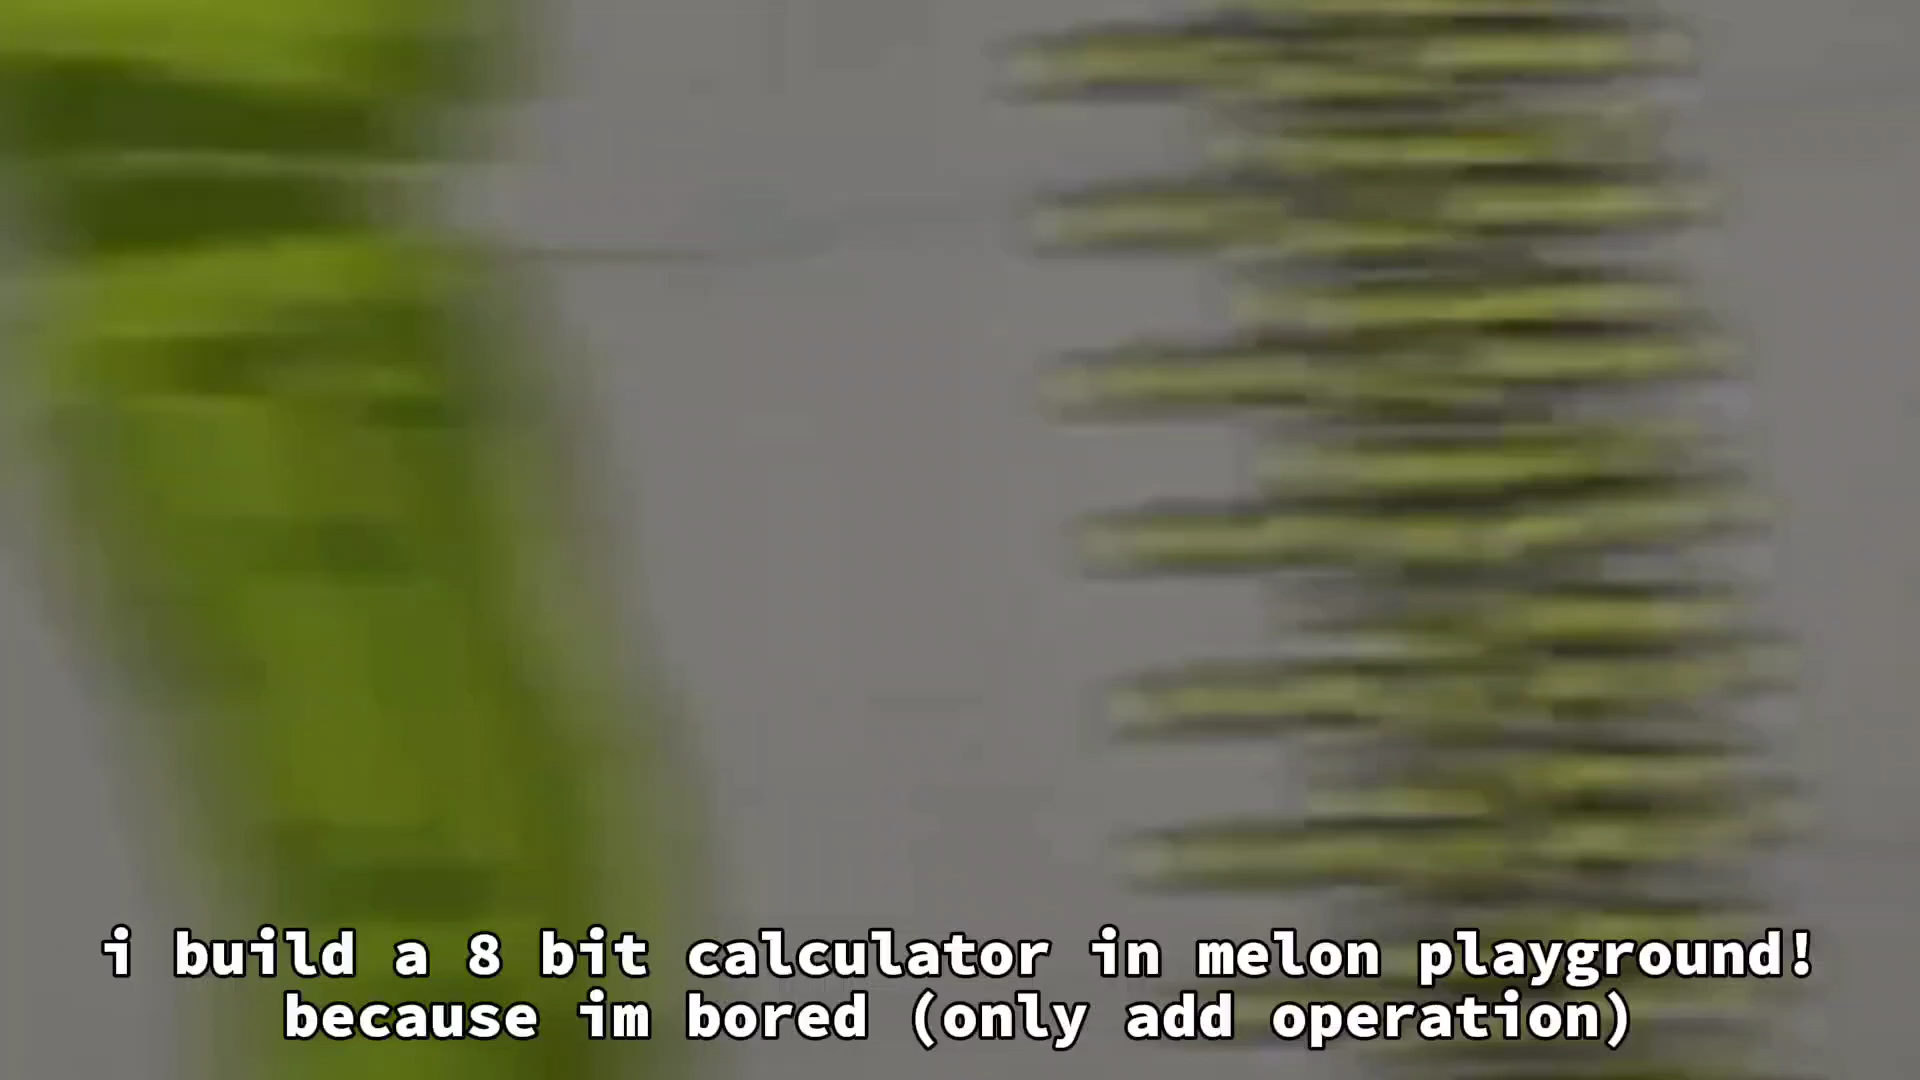 i build a 8 bit calculator in melon playground!
because im bored (only add operation)